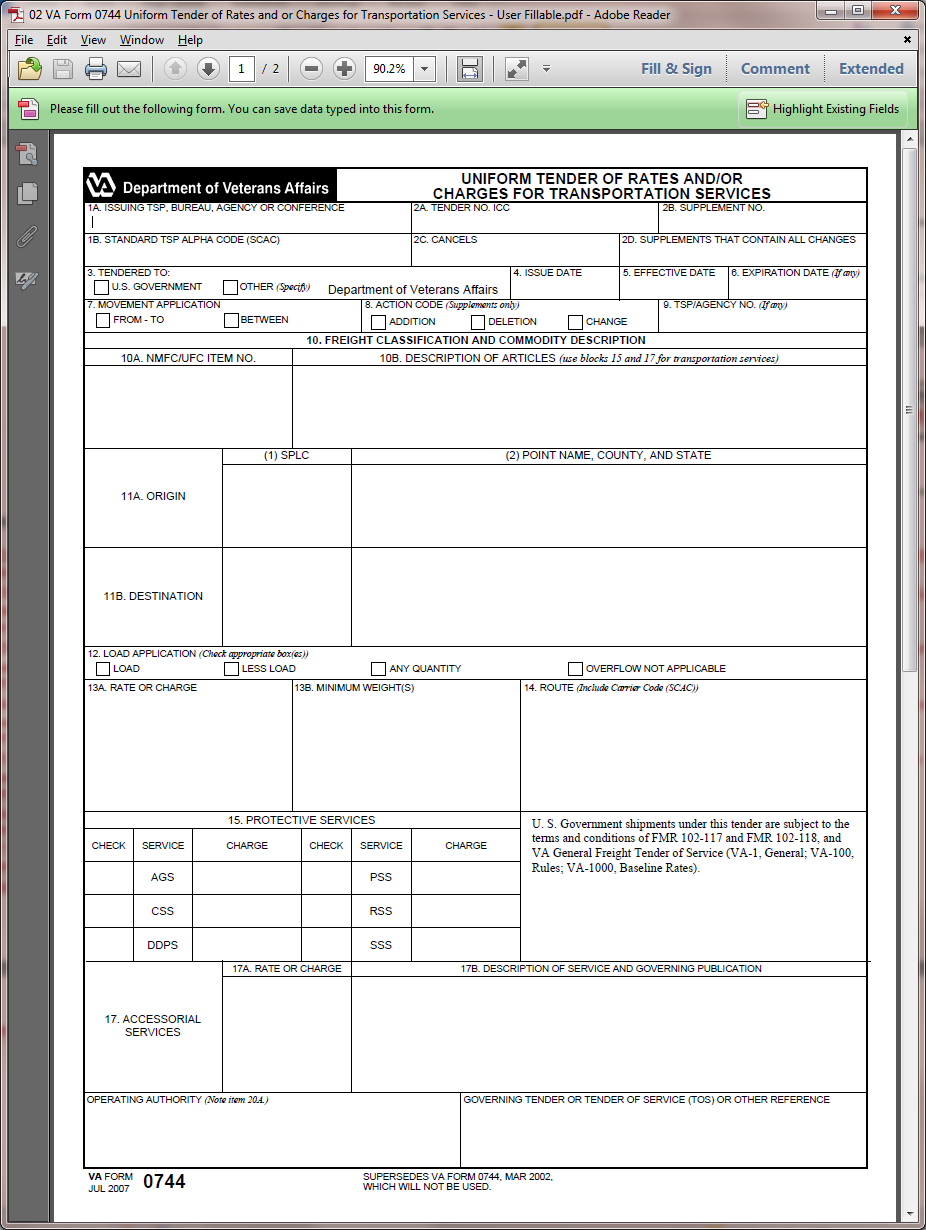 02 VA Form 0744 Uniform Tender of Rates and or Charges for Transportation Services - User Fillable.pdf - Adobe Reader
File Edit View Window Help
1 / 2 90.2% Fill & Sign Comment Extended
Please fill out the following form. You can save data typed into this form. Highlight Existing Fields
VA Department of Veterans Affairs
UNIFORM TENDER OF RATES AND/OR
CHARGES FOR TRANSPORTATION SERVICES
1A. ISSUING TSP, BUREAU, AGENCY OR CONFERENCE 2A. TENDER NO. ICC 2B. SUPPLEMENT NO.
1B. STANDARD TSP ALPHA CODE (SCAC) 2C. CANCELS 2D. SUPPLEMENTS THAT CONTAIN ALL CHANGES
3. TENDERED TO: 4. ISSUE DATE 5. EFFECTIVE DATE 6. EXPIRATION DATE (If any)
U.S. GOVERNMENT OTHER (Specify) Department of Veterans Affairs
7. MOVEMENT APPLICATION 8. ACTION CODE (Supplements only) 9. TSP/AGENCY NO. (If any)
FROM - TO BETWEEN ADDITION DELETION CHANGE
10. FREIGHT CLASSIFICATION AND COMMODITY DESCRIPTION
10A. NMFC/UFC ITEM NO. 10B. DESCRIPTION OF ARTICLES (use blocks 15 and 17 for transportation services)
(1) SPLC (2) POINT NAME, COUNTY, AND STATE
11A. ORIGIN
11B. DESTINATION
12. LOAD APPLICATION (Check appropriate box(es))
LOAD LESS LOAD ANY QUANTITY OVERFLOW NOT APPLICABLE
13A. RATE OR CHARGE 13B. MINIMUM WEIGHT(S) 14. ROUTE (Include Carrier Code (SCAC))
15. PROTECTIVE SERVICES
CHECK SERVICE CHARGE CHECK SERVICE CHARGE
AGS PSS
CSS RSS
DDPS SSS
U. S. Government shipments under this tender are subject to the
terms and conditions of FMR 102-117 and FMR 102-118, and
VA General Freight Tender of Service (VA-1, General; VA-100,
Rules; VA-1000, Baseline Rates).
17A. RATE OR CHARGE 17B. DESCRIPTION OF SERVICE AND GOVERNING PUBLICATION
17. ACCESSORIAL
SERVICES
OPERATING AUTHORITY (Note item 20A.) GOVERNING TENDER OR TENDER OF SERVICE (TOS) OR OTHER REFERENCE
VA FORM
JUL 2007 0744
SUPERSEDES VA FORM 0744, MAR 2002,
WHICH WILL NOT BE USED.